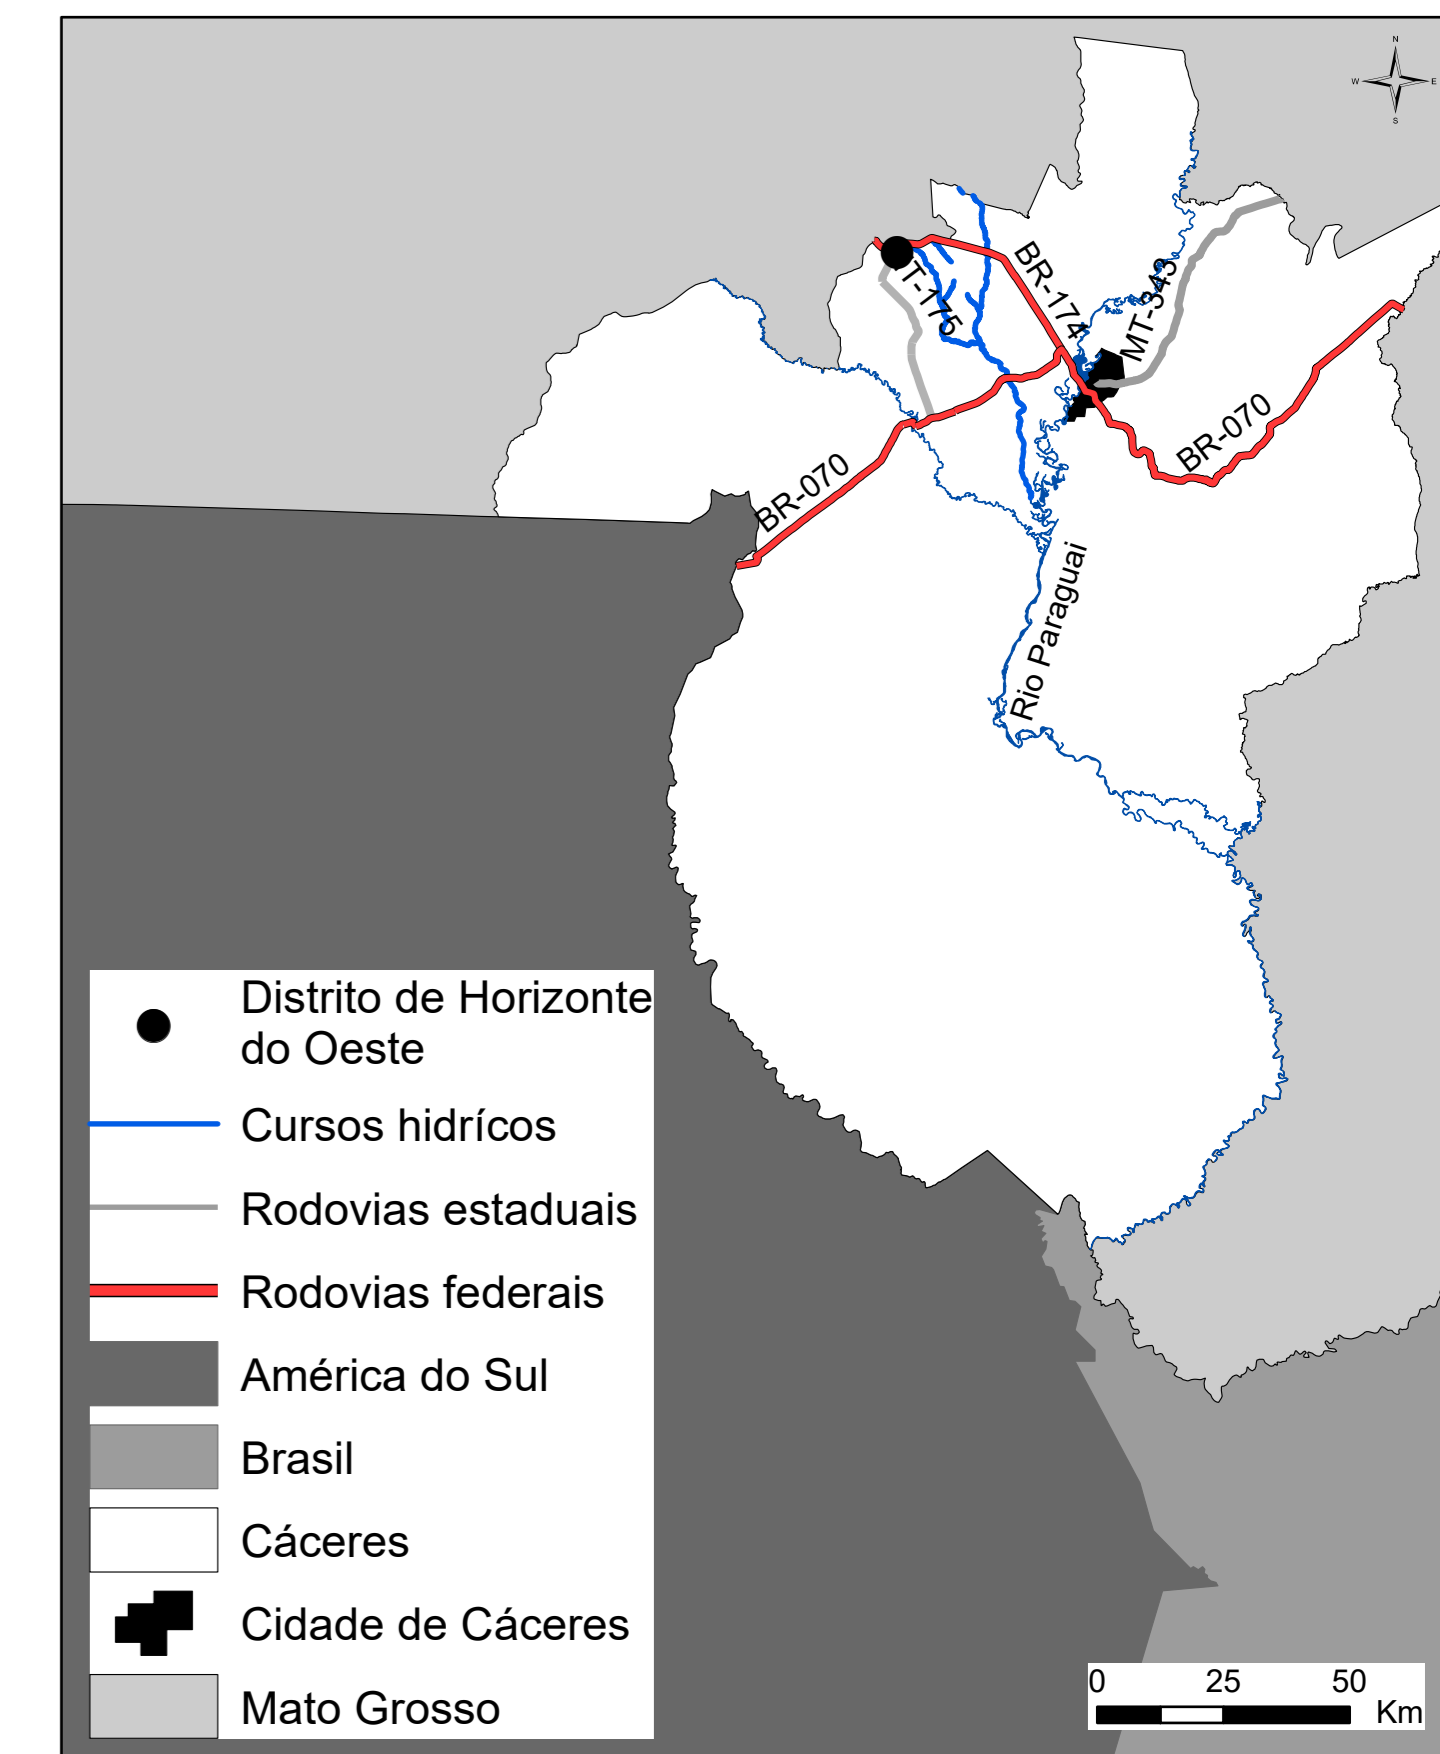 N
W E
S
BR-174
T-175
MT-343
BR-070
BR-070
Rio Paraguai
Distrito de Horizonte
do Oeste
Cursos hidrícos
Rodovias estaduais
Rodovias federais
América do Sul
Brasil
Cáceres
Cidade de Cáceres
Mato Grosso
0 25 50
Km